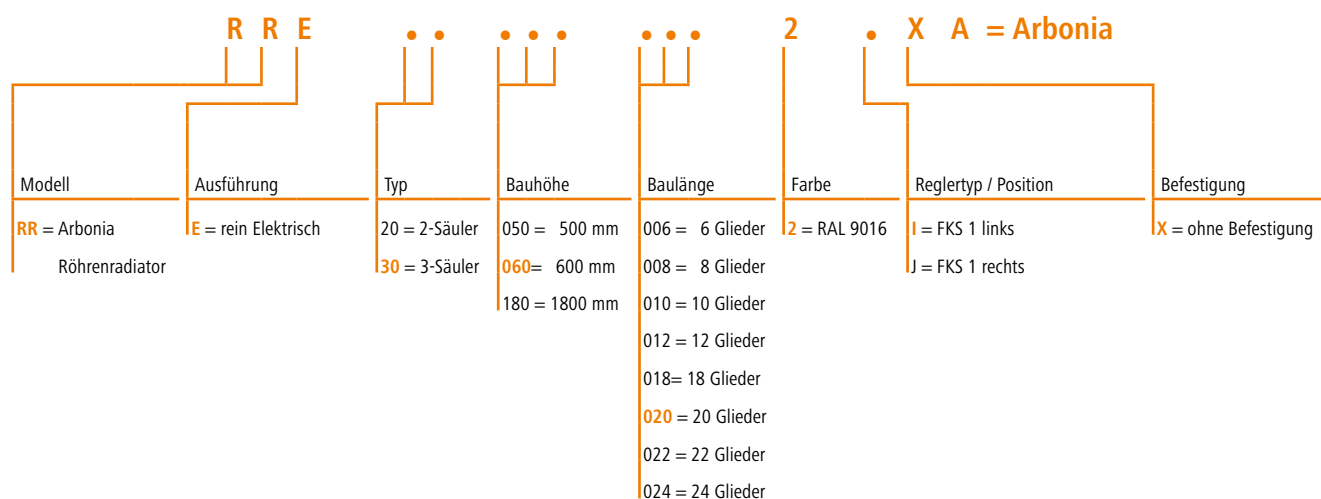 R R E • • • • • • • • 2 • X A = Arbonia
Modell
RR = Arbonia
Röhrenradiator
Ausführung
E = rein Elektrisch
Typ
20 = 2-Säuler
30 = 3-Säuler
Bauhöhe
050 = 500 mm
060= 600 mm
180 = 1800 mm
Baulänge
006 = 6 Glieder
008 = 8 Glieder
010 = 10 Glieder
012 = 12 Glieder
018= 18 Glieder
020 = 20 Glieder
022 = 22 Glieder
024 = 24 Glieder
Farbe
2 = RAL 9016
Reglertyp / Position
I = FKS 1 links
J = FKS 1 rechts
Befestigung
X = ohne Befestigung